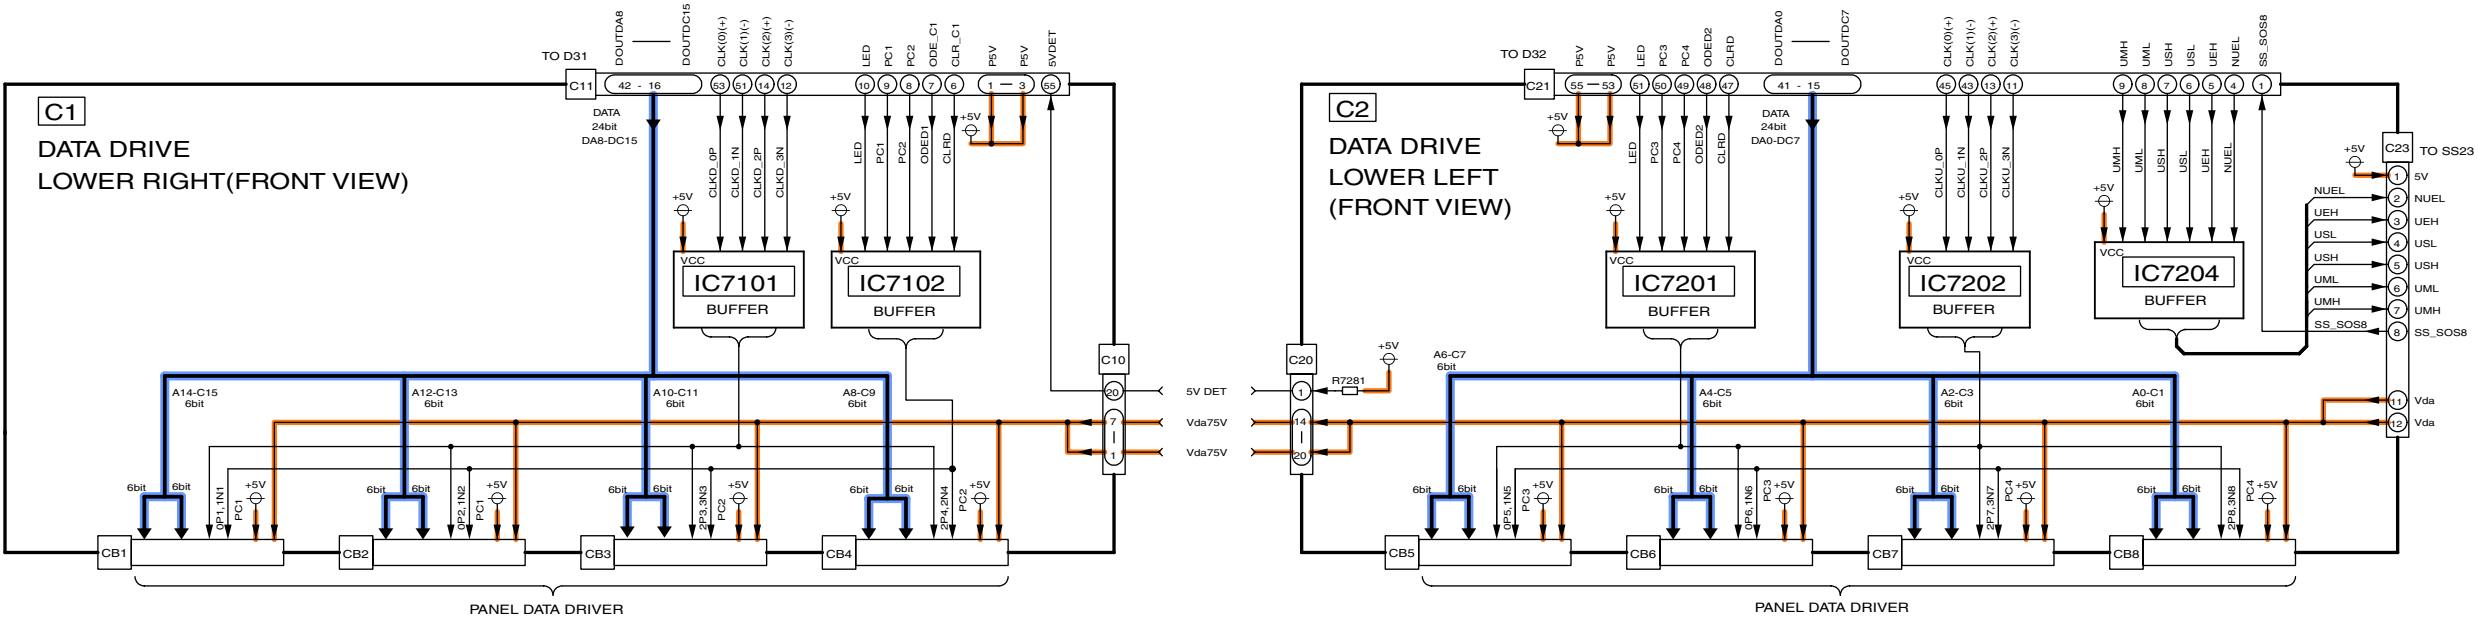 C1
DATA DRIVE
LOWER RIGHT(FRONT VIEW)
TO D31
C11
DOUTDA8
DOUTDC15
CLK(0)(+)
CLK(1)(-)
CLK(2)(+)
CLK(3)(-)
LED
PC1
PC2
ODE_C1
CLR_C1
P5V
P5V
5VDET
42 - 16
53
51
14
12
10
9
8
7
6
1 — 3
55
DATA
24bit
DA8-DC15
CLKD_0P
CLKD_1N
CLKD_2P
CLKD_3N
LED
PC1
PC2
ODED1
CLRD
+5V
+5V
+5V
VCC
IC7101
BUFFER
VCC
IC7102
BUFFER
C10
20
7
1
5V DET
Vda75V
Vda75V
A14-C15
6bit
A12-C13
6bit
A10-C11
6bit
A8-C9
6bit
6bit
6bit
0P1,1N1
PC1
+5V
6bit
6bit
0P2,1N2
PC1
+5V
6bit
6bit
2P3,3N3
PC2
+5V
6bit
6bit
2P4,2N4
PC2
+5V
CB1
CB2
CB3
CB4
PANEL DATA DRIVER
C2
DATA DRIVE
LOWER LEFT
(FRONT VIEW)
TO D32
C21
P5V
P5V
LED
PC3
PC4
ODED2
CLRD
DOUTDA0
DOUTDC7
CLK(0)(+)
CLK(1)(-)
CLK(2)(+)
CLK(3)(-)
UMH
UML
USH
USL
UEH
NUEL
SS_SOS8
55 — 53
51
50
49
48
47
41 - 15
45
43
13
11
9
8
7
6
5
4
1
+5V
LED
PC3
PC4
ODED2
CLRD
DATA
24bit
DA0-DC7
CLKU_0P
CLKU_1N
CLKU_2P
CLKU_3N
UMH
UML
USH
USL
UEH
NUEL
+5V
+5V
+5V
VCC
IC7201
BUFFER
VCC
IC7202
BUFFER
VCC
IC7204
BUFFER
C23
TO SS23
+5V
1
5V
NUEL
2
NUEL
UEH
3
UEH
USL
4
USL
USH
5
USH
UML
6
UML
UMH
7
UMH
SS_SOS8
8
SS_SOS8
11
Vda
12
Vda
C20
1
14
20
R7281
+5V
A6-C7
6bit
A4-C5
6bit
A2-C3
6bit
A0-C1
6bit
6bit
6bit
0P5,1N5
PC3
+5V
6bit
6bit
0P6,1N6
PC3
+5V
6bit
6bit
2P7,3N7
PC4
+5V
6bit
6bit
2P8,3N8
PC4
+5V
CB5
CB6
CB7
CB8
PANEL DATA DRIVER